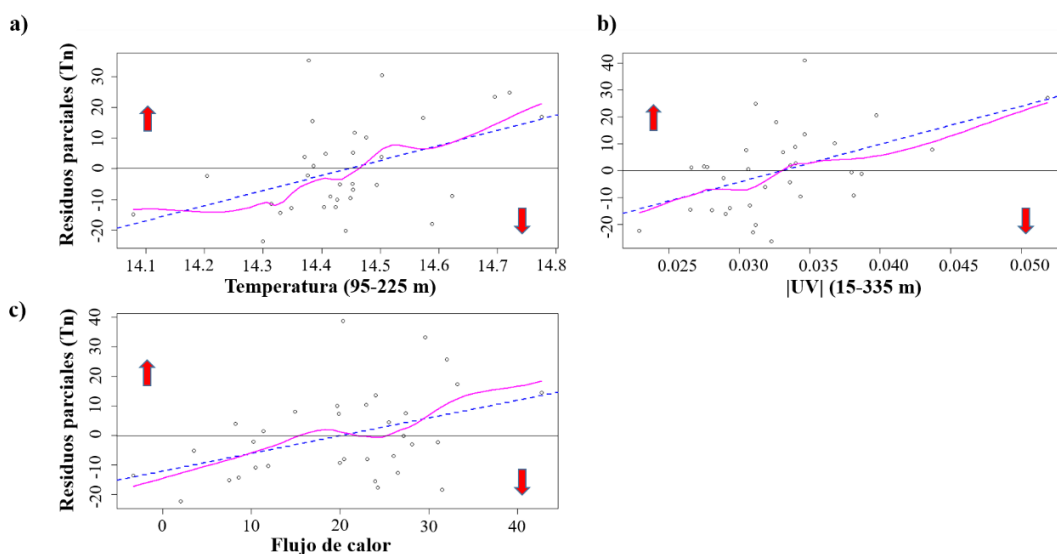 a)
Residuos parciales (Tn)
30
20
10
0
-10
-20
14.1 14.2 14.3 14.4 14.5 14.6 14.7 14.8
Temperatura (95-225 m)
b)
40
30
20
10
0
-10
-20
0.025 0.030 0.035 0.040 0.045 0.050
|UV| (15-335 m)
c)
Residuos parciales (Tn)
40
30
20
10
0
-10
-20
0 10 20 30 40
Flujo de calor